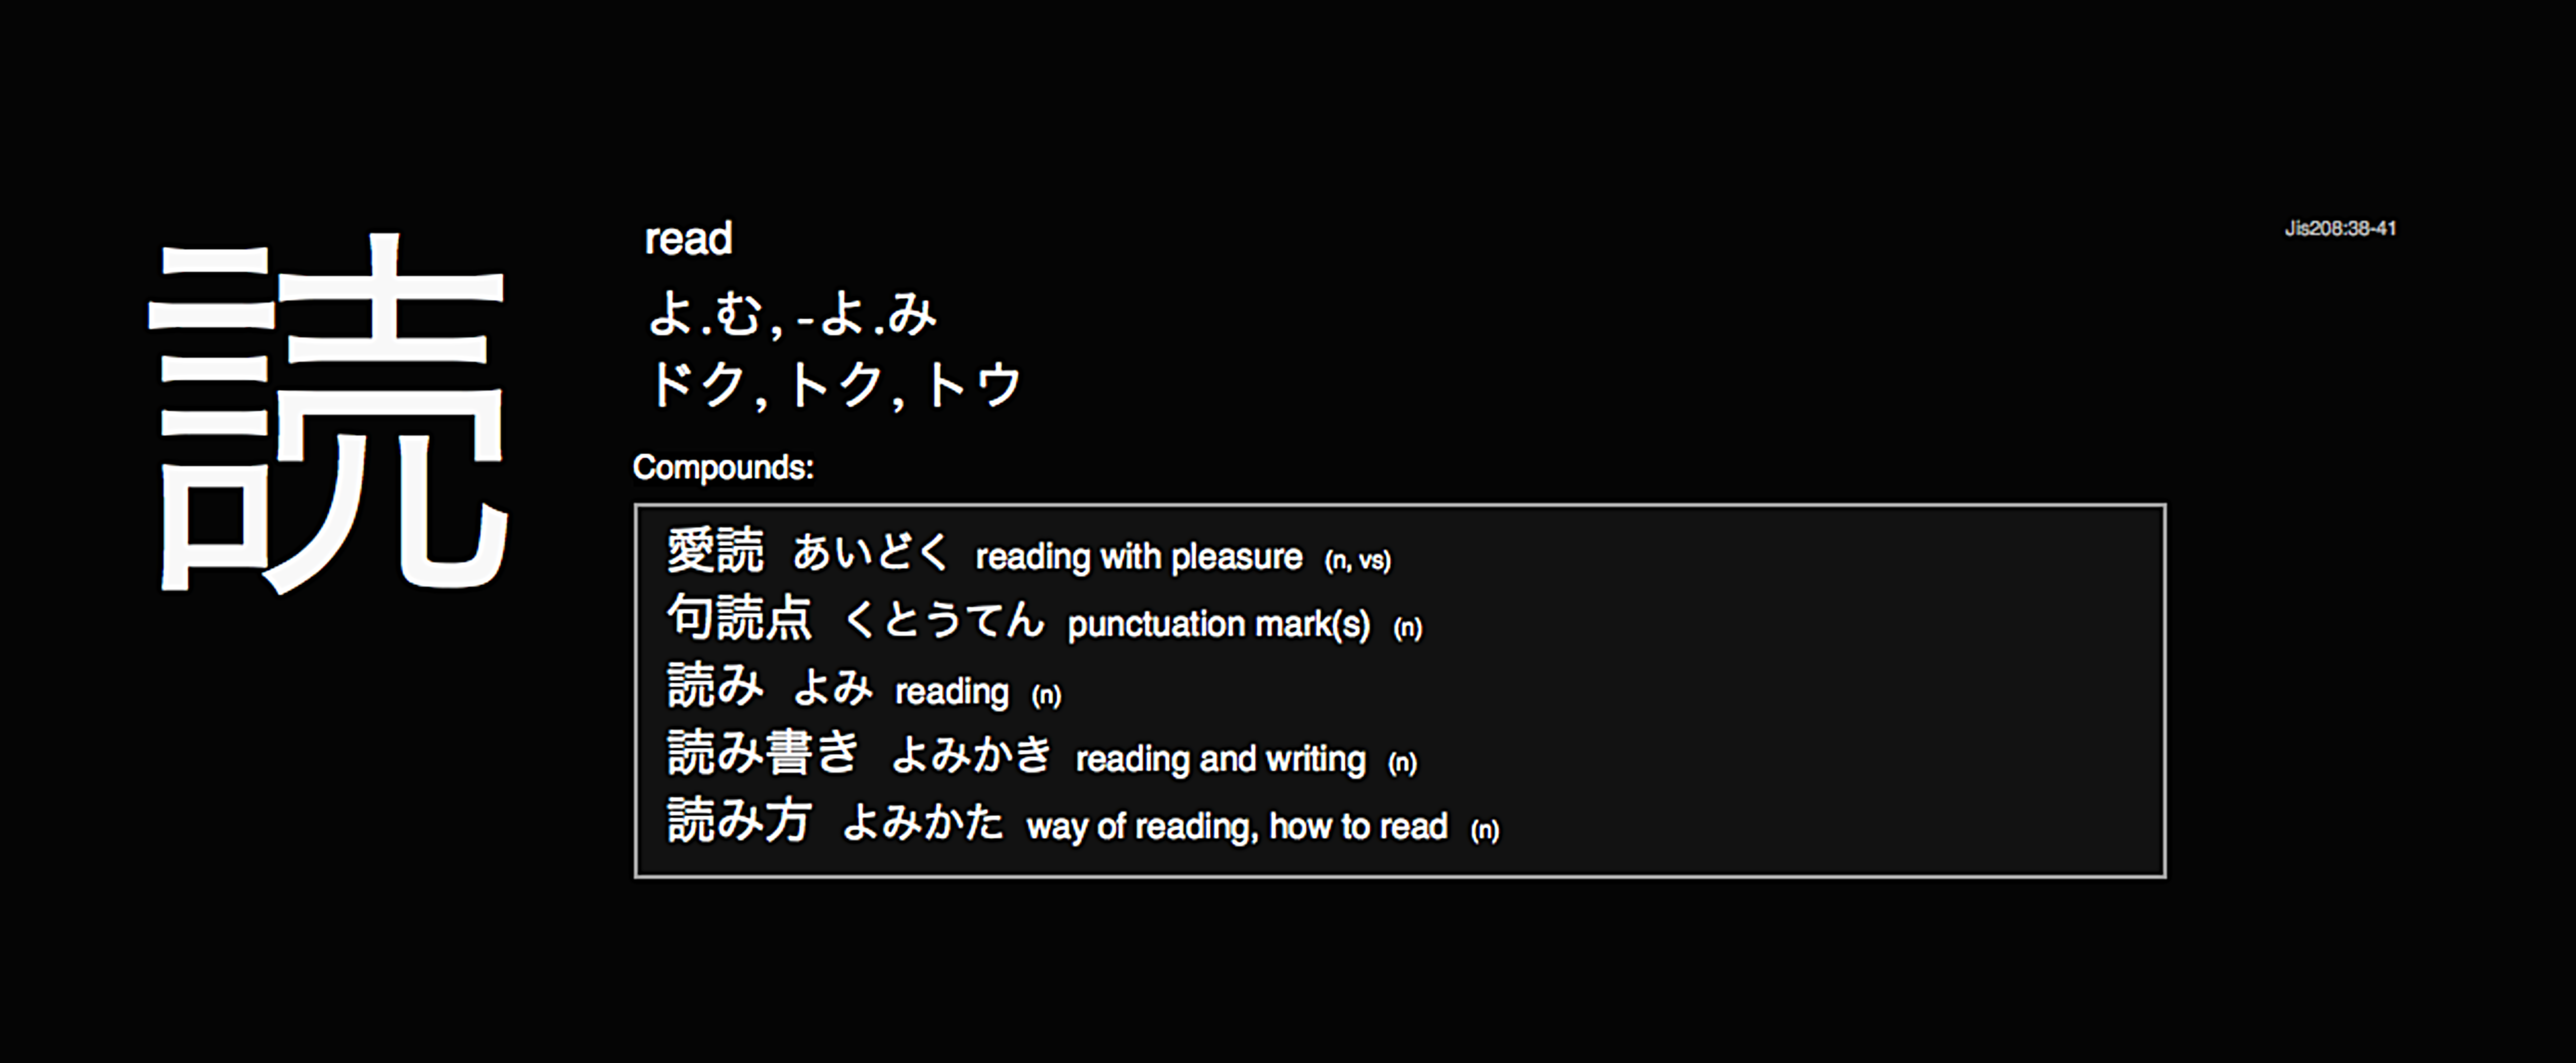 読
read
よ.む, -よ.み
ドク, トク, トウ
Jis208:38-41
Compounds:
愛読 あいどく reading with pleasure (n, vs)
句読点 くとうてん punctuation mark(s) (n)
読み よみ reading (n)
読み書き よみかき reading and writing (n)
読み方 よみかた way of reading, how to read (n)